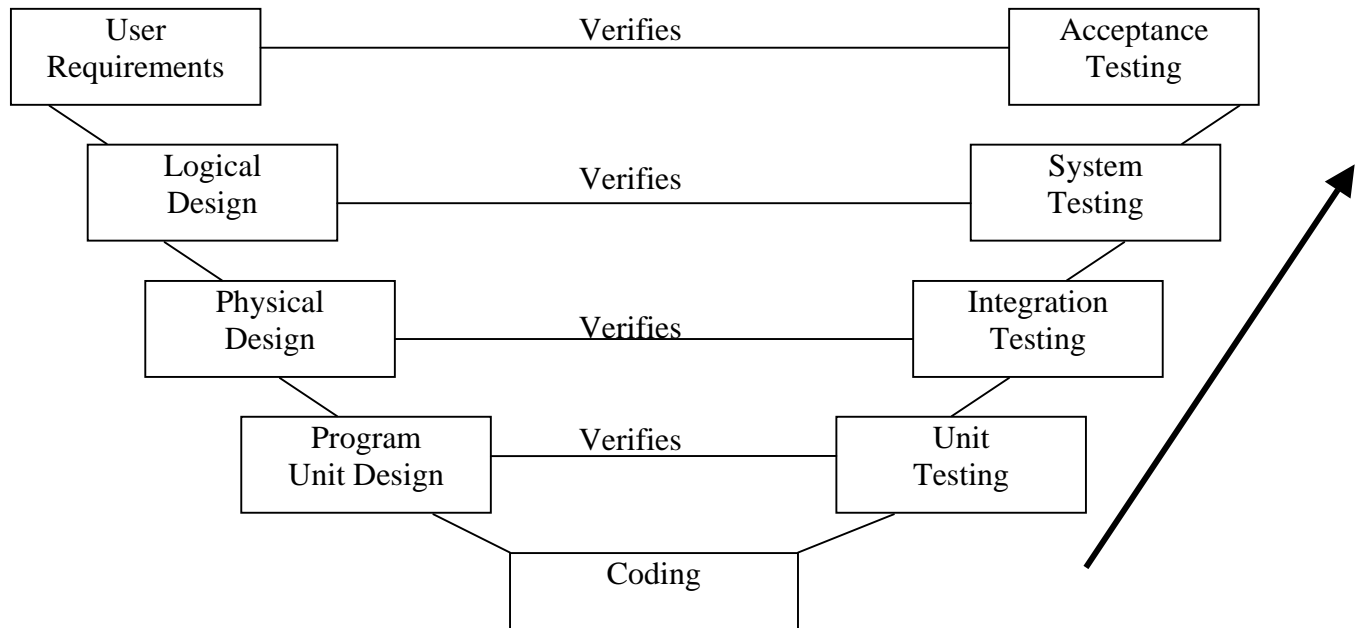 User
Requirements
Verifies
Acceptance
Testing
Logical
Design
Verifies
System
Testing
Physical
Design
Verifies
Integration
Testing
Program
Unit Design
Verifies
Unit
Testing
Coding